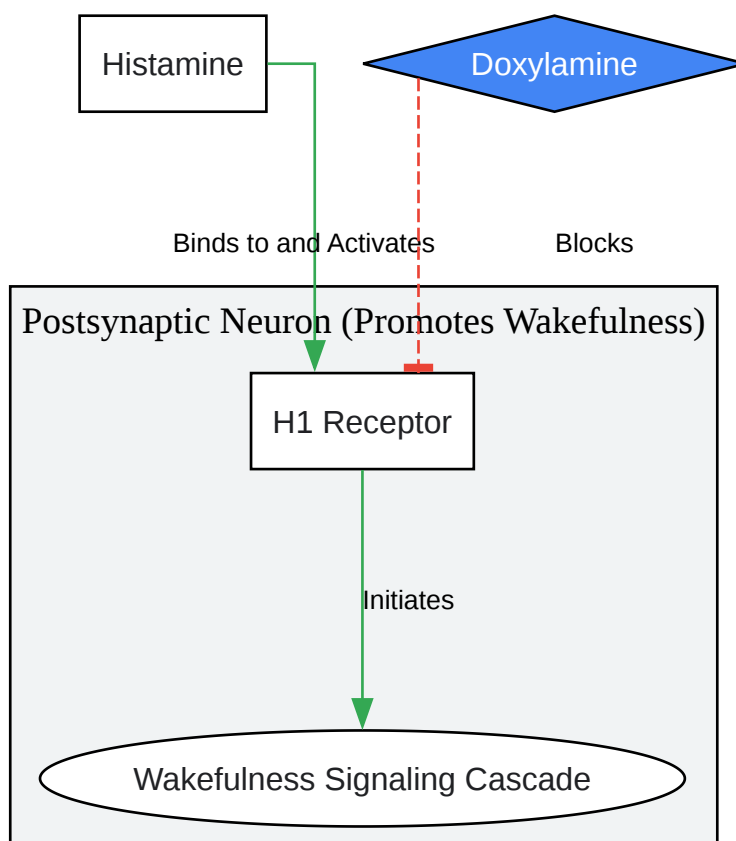 Histamine
Doxylamine
Binds to and Activates
Blocks
Postsynaptic Neuron (Promotes Wakefulness)
H1 Receptor
Initiates
Wakefulness Signaling Cascade